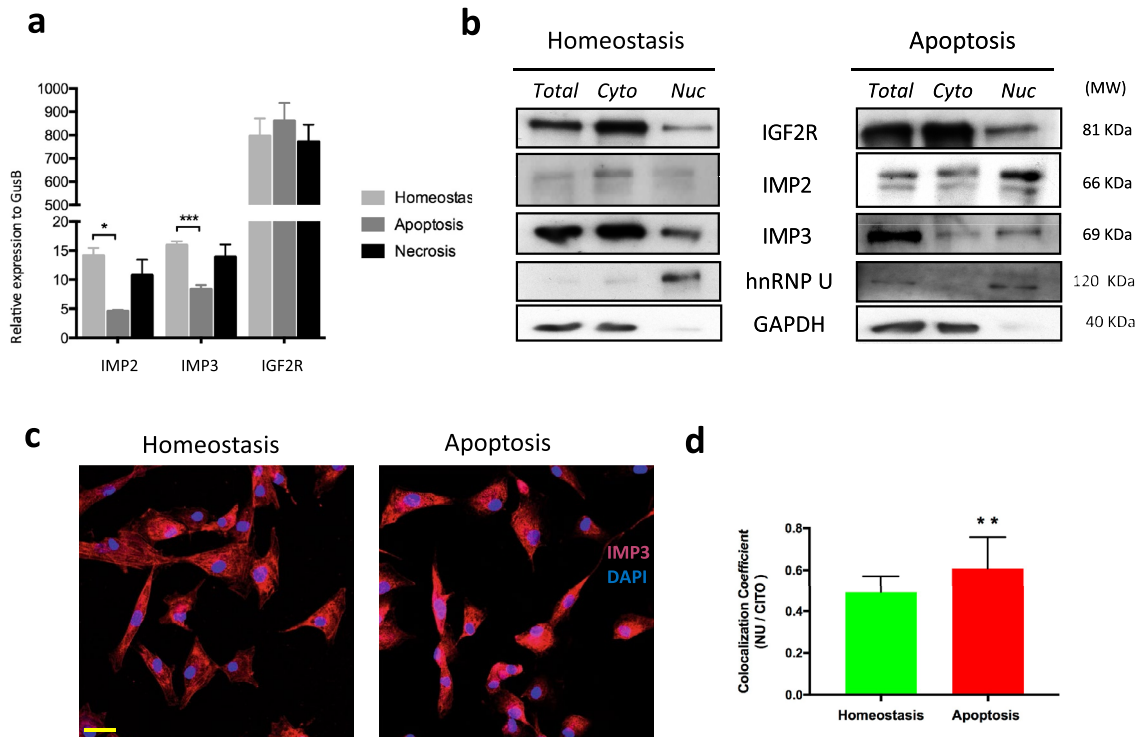 a
Relative expression to GusB
1000
900
800
700
600
500
20
15
10
5
0
*
***
IMP2
IMP3
IGF2R
Homeostas
Apoptosis
Necrosis
b
Homeostasis
Apoptosis
Total Cyto Nuc
Total Cyto Nuc
(MW)
IGF2R
81 KDa
IMP2
66 KDa
IMP3
69 KDa
hnRNP U
120 KDa
GAPDH
40 KDa
c
Homeostasis
Apoptosis
IMP3
DAPI
d
Colocalization Coefficient
(NU / CITO )
0.8
0.6
0.4
0.2
0.0
* *
Homeostasis
Apoptosis